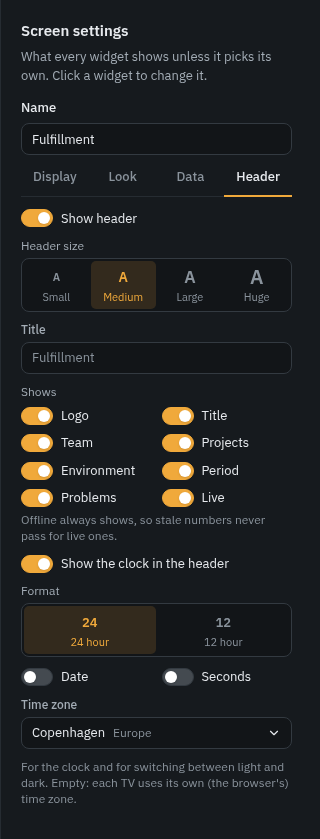 Screen settings
What every widget shows unless it picks its
own. Click a widget to change it.
Name
Fulfillment
Display Look Data Header
Show header
Header size
A A A A
Small Medium Large Huge
Title
Fulfillment
Shows
Logo Title
Team Projects
Environment Period
Problems Live
Offline always shows, so stale numbers never
pass for live ones.
Show the clock in the header
Format
24 12
24 hour 12 hour
Date Seconds
Time zone
Copenhagen Europe
For the clock and for switching between light and
dark. Empty: each TV uses its own (the browser's)
time zone.